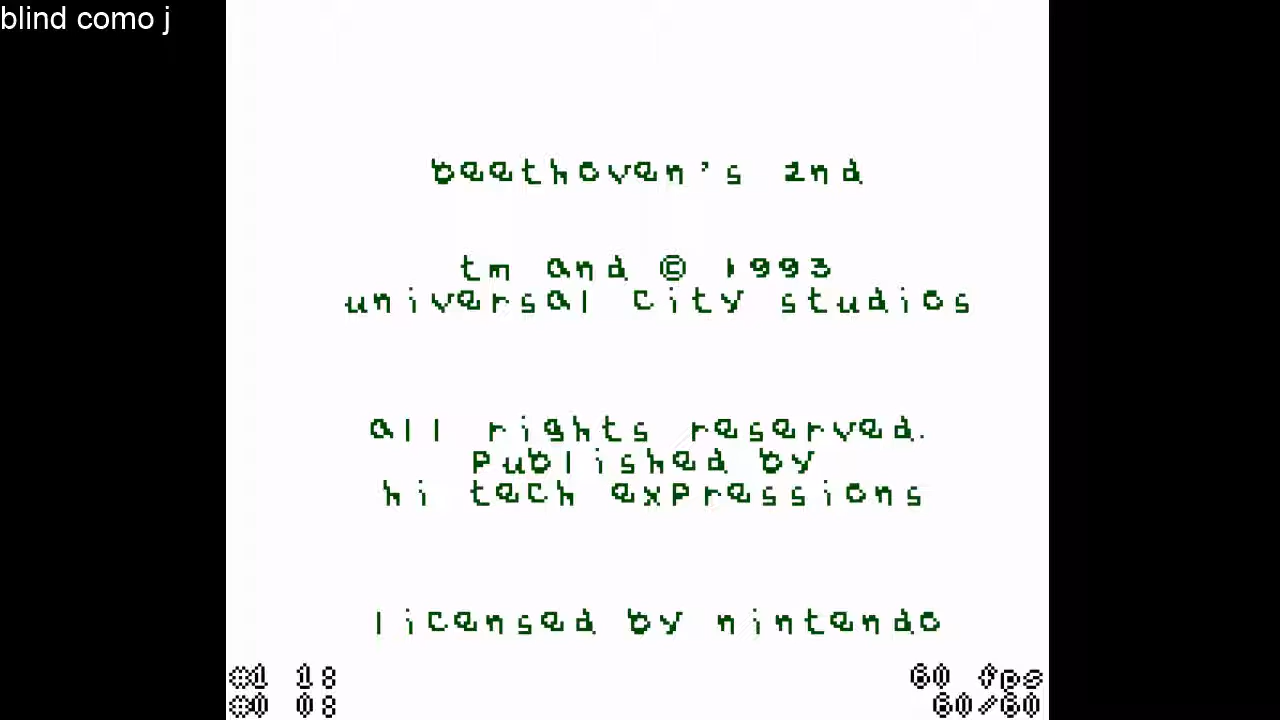 blind como j
beethoven's 2nd
tm and © 1993
universal city studios
all rights reserved.
Published by
hi tech expressions
licensed by nintendo
60 fps
60/60